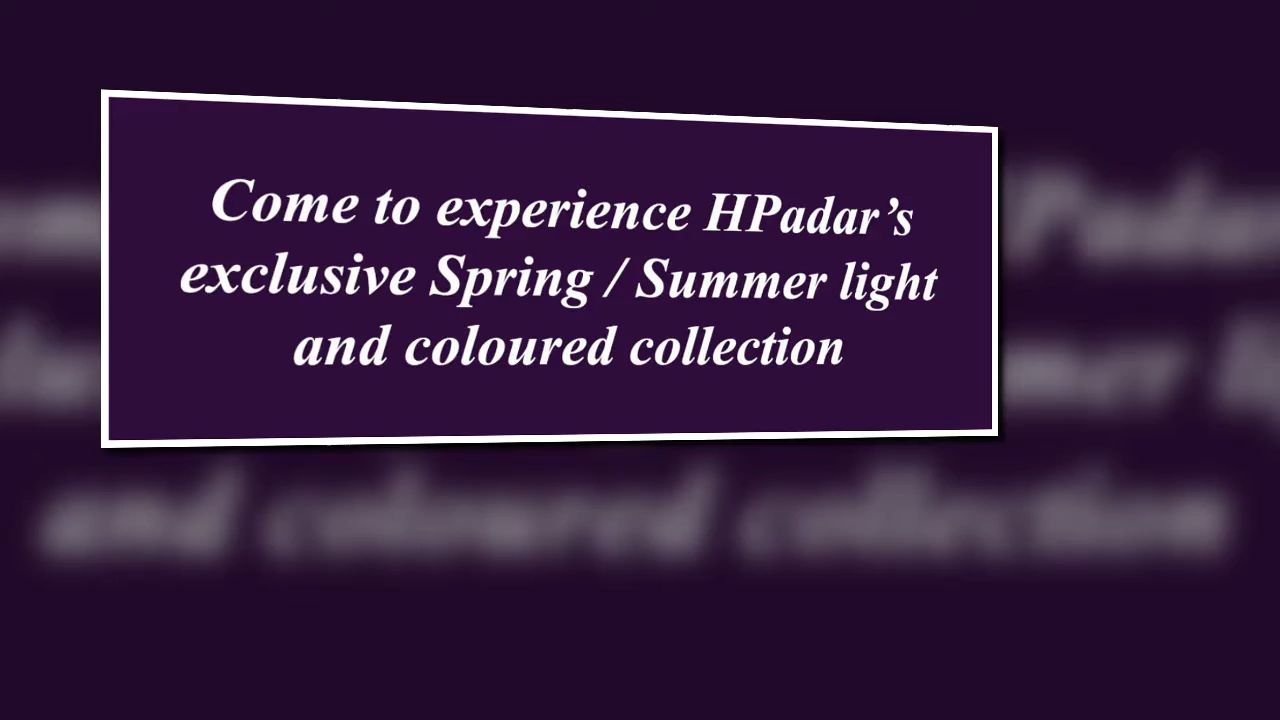 Come to experience HPadar’s
exclusive Spring / Summer light
and coloured collection